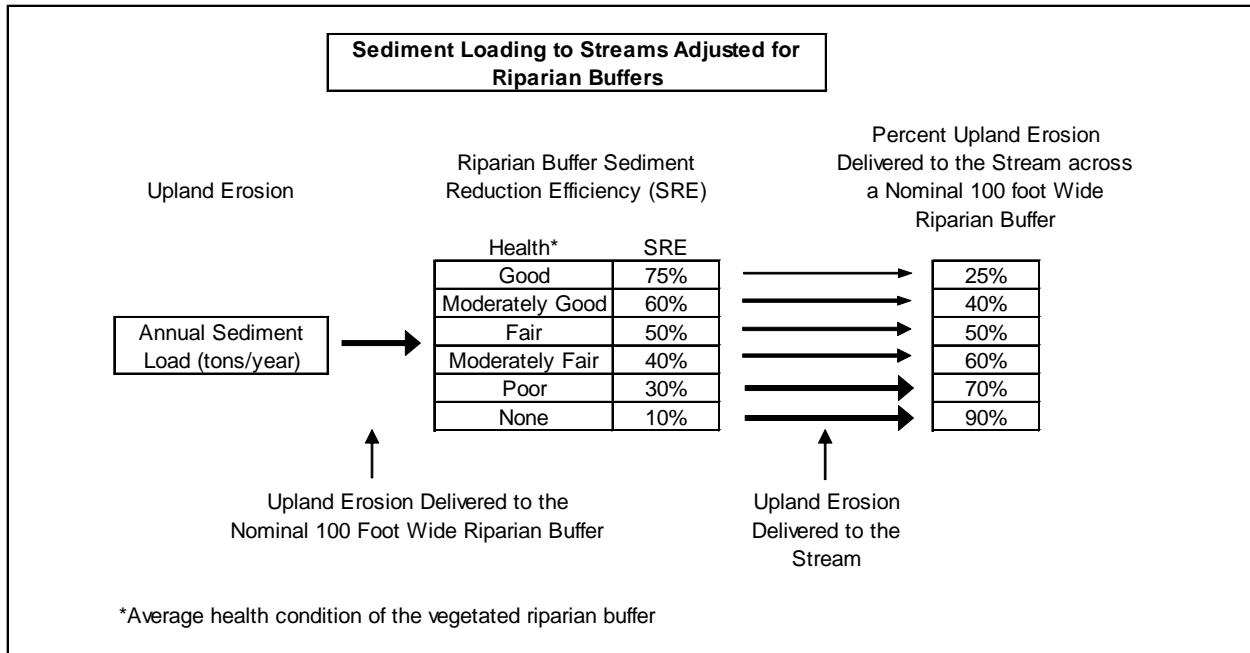 Sediment Loading to Streams Adjusted for
Riparian Buffers
Upland Erosion
Riparian Buffer Sediment
Reduction Efficiency (SRE)
Percent Upland Erosion
Delivered to the Stream across
a Nominal 100 foot Wide
Riparian Buffer
Health* SRE
Good 75% 25%
Moderately Good 60% 40%
Fair 50% 50%
Moderately Fair 40% 60%
Poor 30% 70%
None 10% 90%
Annual Sediment
Load (tons/year)
Upland Erosion Delivered to the
Nominal 100 Foot Wide Riparian Buffer
Upland Erosion
Delivered to the
Stream
*Average health condition of the vegetated riparian buffer